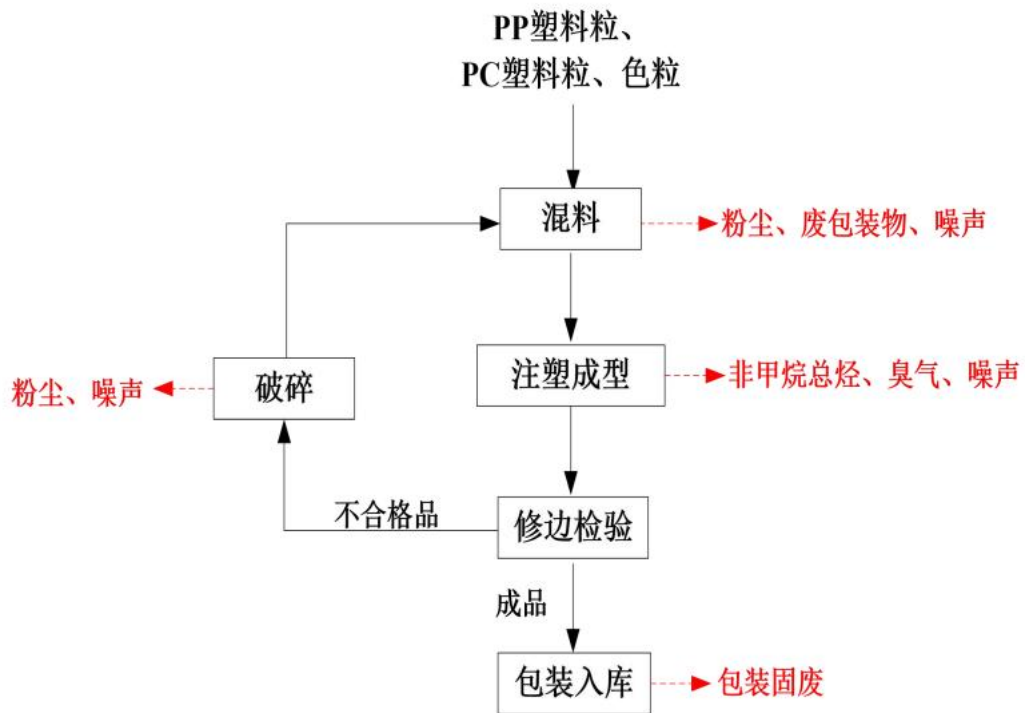 PP塑料粒、
PC塑料粒、色粒
混料
粉尘、废包装物、噪声
粉尘、噪声
破碎
注塑成型
非甲烷总烃、臭气、噪声
不合格品
修边检验
成品
包装入库
包装固废